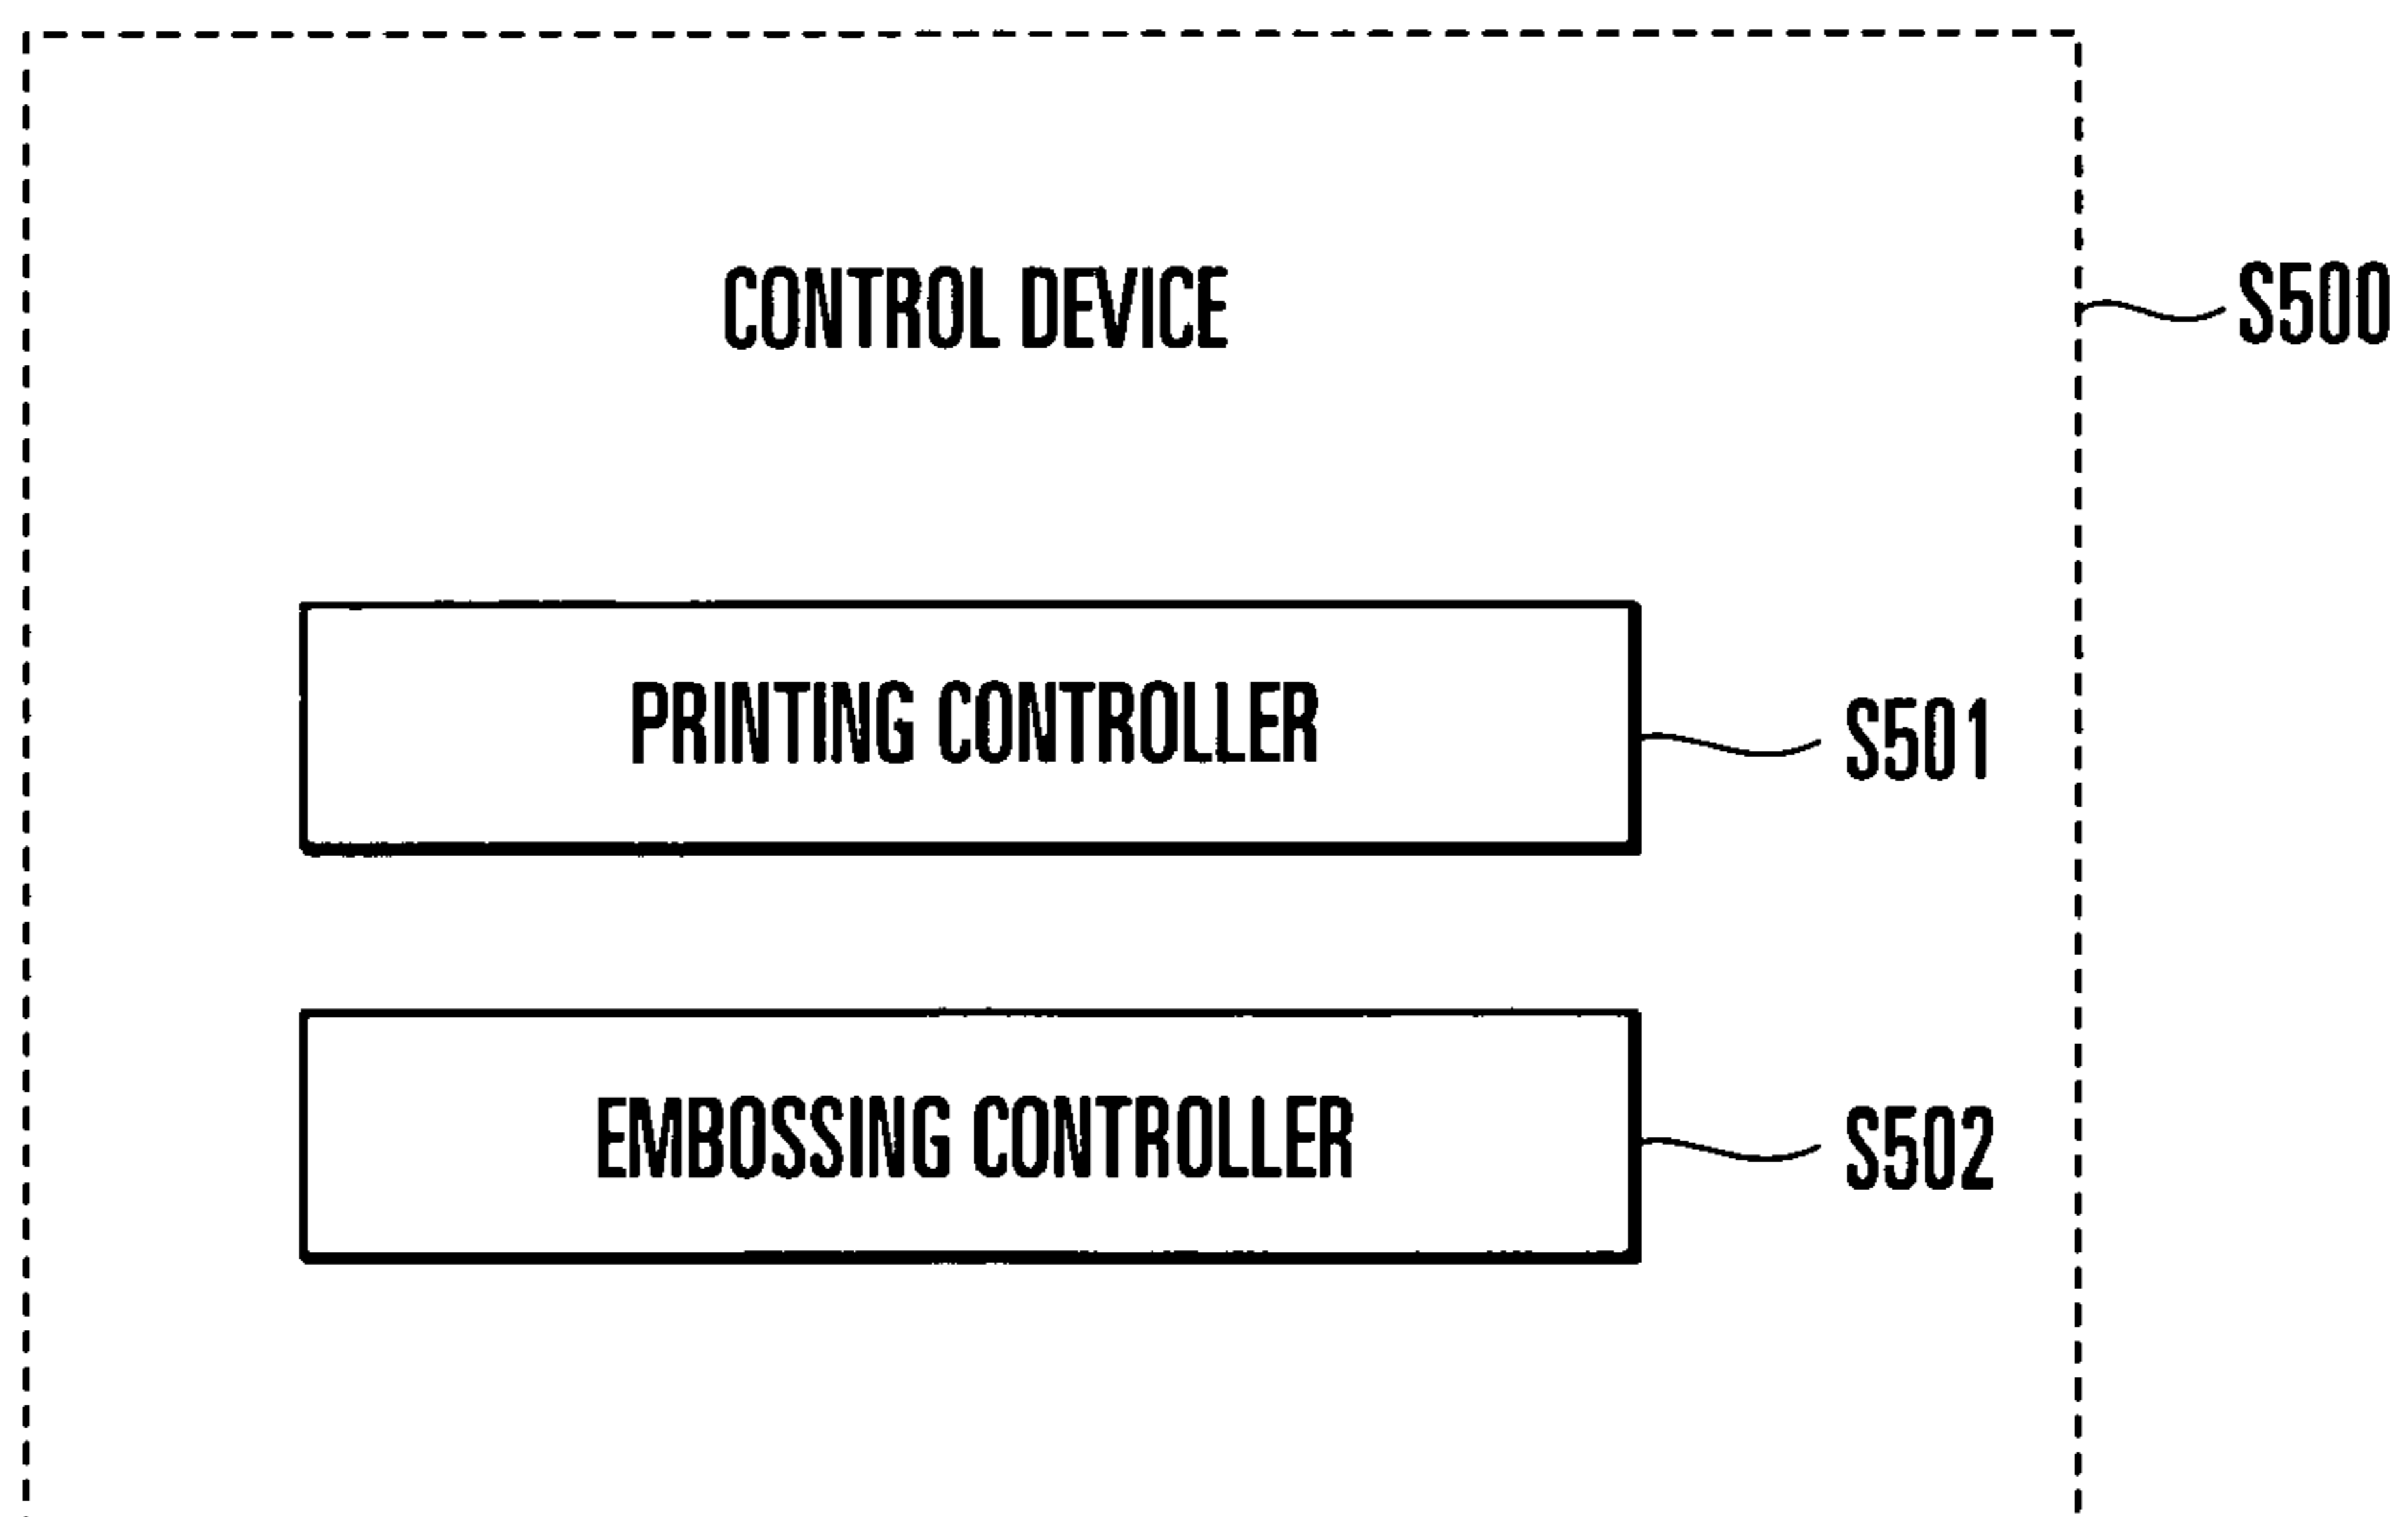 CONTROL DEVICE
S500
PRINTING CONTROLLER
S501
EMBOSSING CONTROLLER
S502